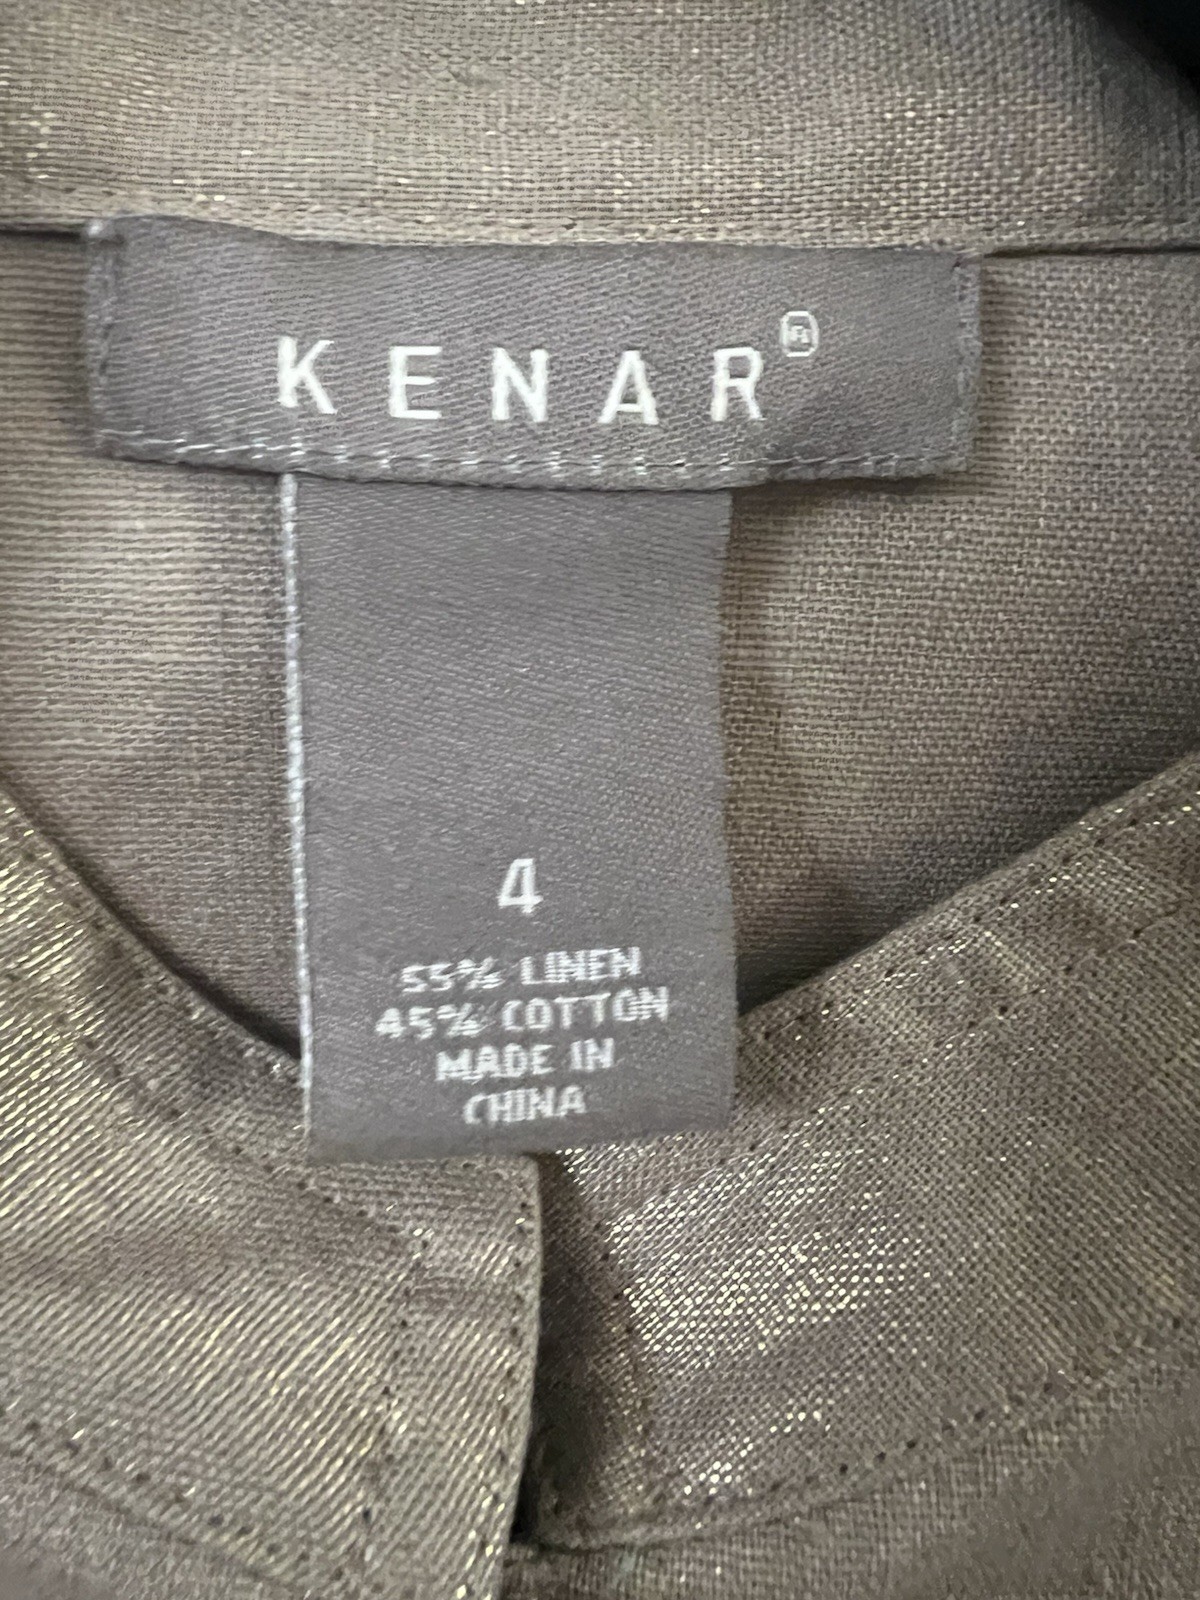 KENAR®
4
55% LINEN
45% COTTON
MADE IN
CHINA